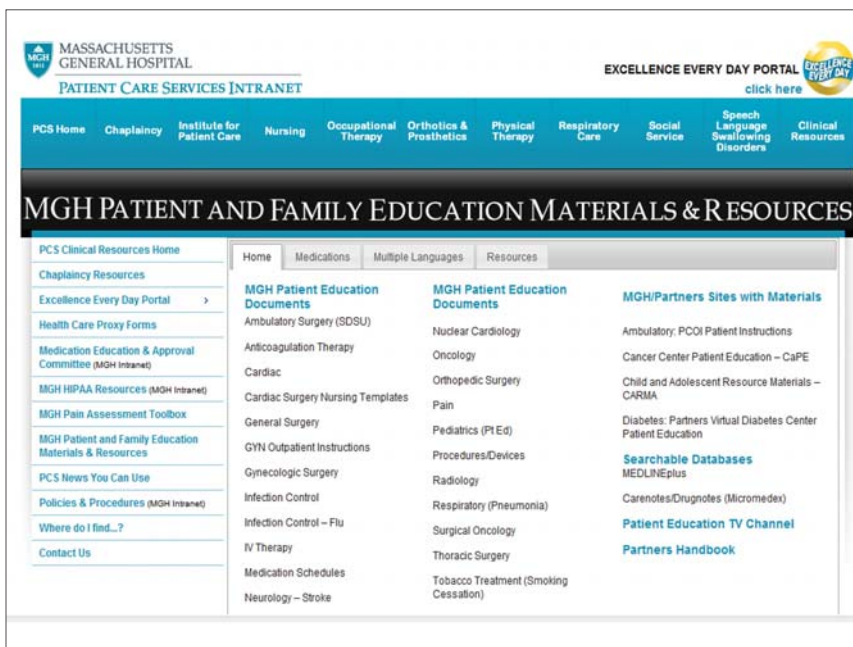 MGH
1811
MASSACHUSETTS
GENERAL HOSPITAL
PATIENT CARE SERVICES INTRANET
EXCELLENCE EVERY DAY PORTAL
click here
EXCELLENCE
EVERY DAY
PCS Home
Chaplaincy
Institute for
Patient Care
Nursing
Occupational
Therapy
Orthotics &
Prosthetics
Physical
Therapy
Respiratory
Care
Social
Service
Speech
Language
Swallowing
Disorders
Clinical
Resources
MGH PATIENT AND FAMILY EDUCATION MATERIALS & RESOURCES
PCS Clinical Resources Home
Chaplaincy Resources
Excellence Every Day Portal ›
Health Care Proxy Forms
Medication Education & Approval
Committee (MGH Intranet)
MGH HIPAA Resources (MGH Intranet)
MGH Pain Assessment Toolbox
MGH Patient and Family Education
Materials & Resources
PCS News You Can Use
Policies & Procedures (MGH Intranet)
Where do I find...?
Contact Us
Home Medications Multiple Languages Resources
MGH Patient Education
Documents
Ambulatory Surgery (SDSU)
Anticoagulation Therapy
Cardiac
Cardiac Surgery Nursing Templates
General Surgery
GYN Outpatient Instructions
Gynecologic Surgery
Infection Control
Infection Control – Flu
IV Therapy
Medication Schedules
Neurology – Stroke
MGH Patient Education
Documents
Nuclear Cardiology
Oncology
Orthopedic Surgery
Pain
Pediatrics (Pt Ed)
Procedures/Devices
Radiology
Respiratory (Pneumonia)
Surgical Oncology
Thoracic Surgery
Tobacco Treatment (Smoking
Cessation)
MGH/Partners Sites with Materials
Ambulatory: PCOI Patient Instructions
Cancer Center Patient Education – CaPE
Child and Adolescent Resource Materials –
CARMA
Diabetes: Partners Virtual Diabetes Center
Patient Education
Searchable Databases
MEDLINEplus
Carenotes/Drugnotes (Micromedex)
Patient Education TV Channel
Partners Handbook